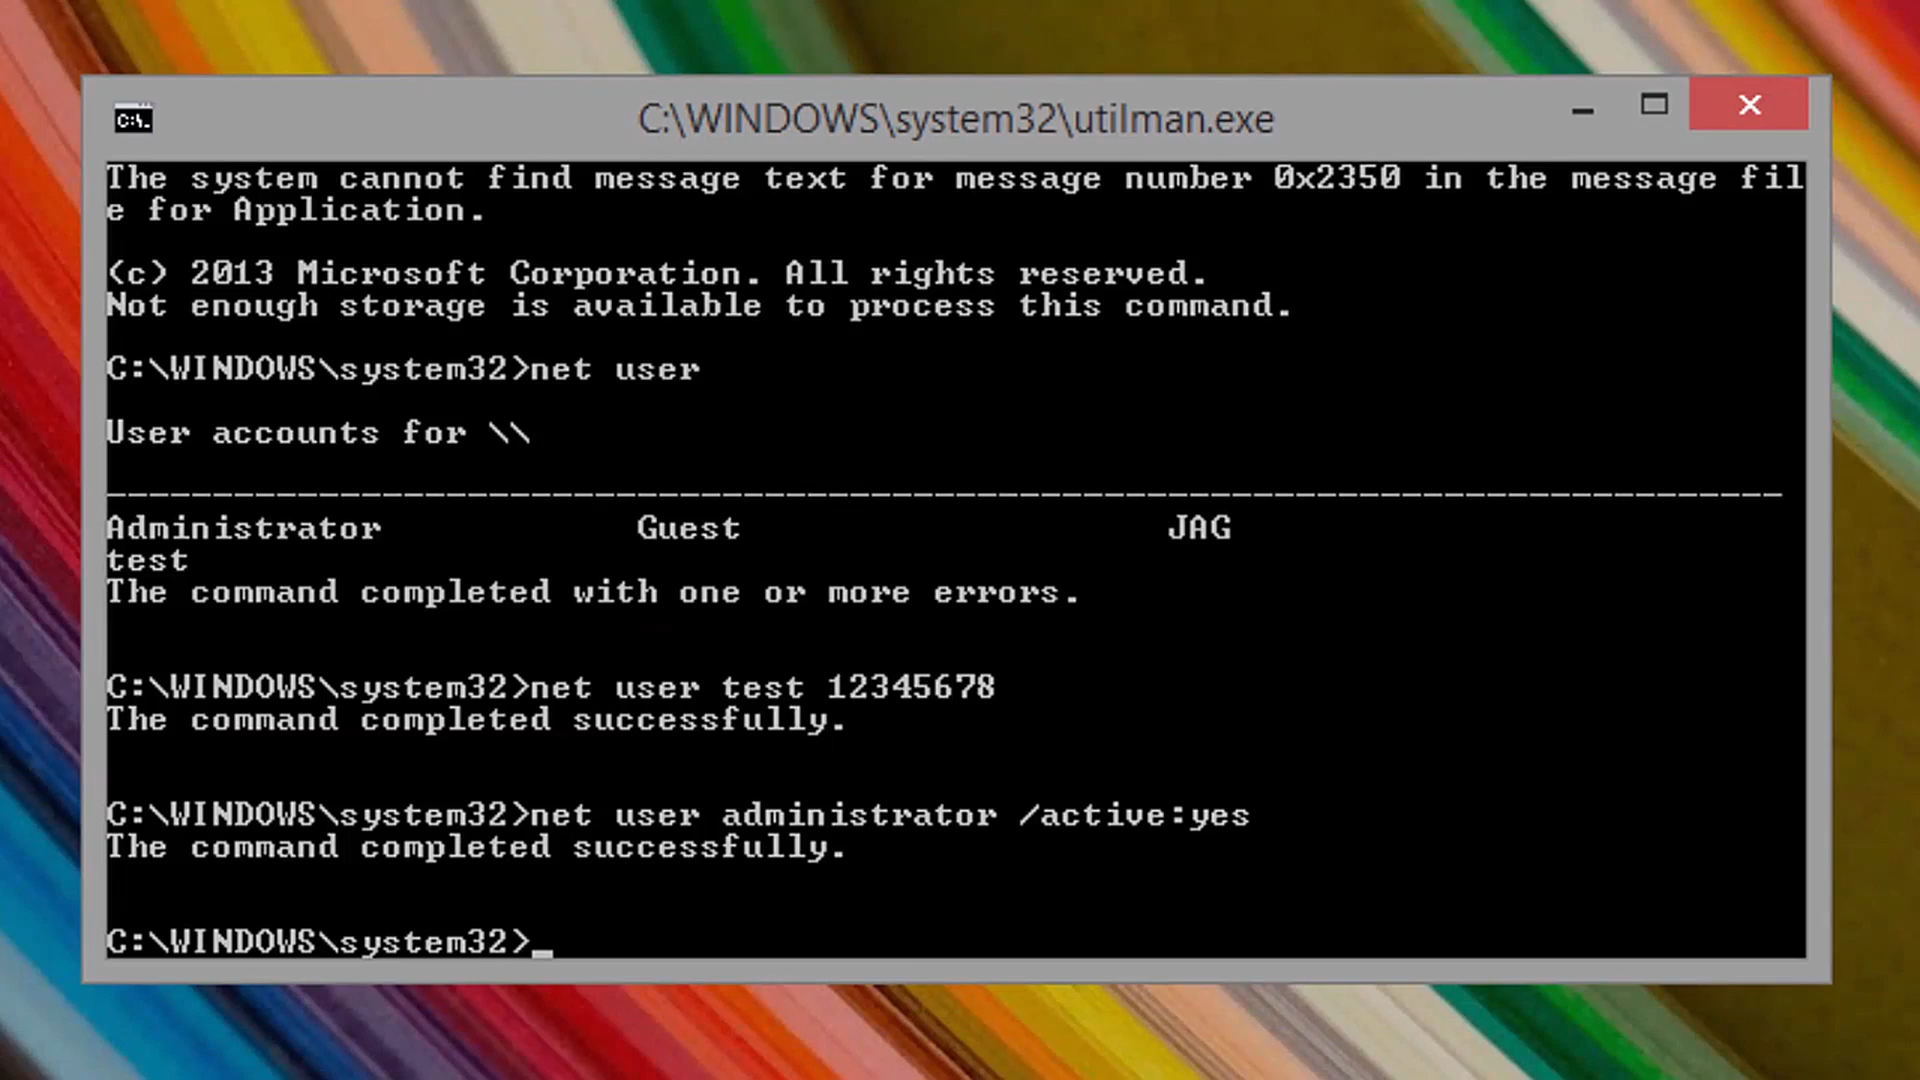 C:\WINDOWS\system32\utilman.exe
C:\.
The system cannot find message text for message number 0x2350 in the message fil
e for Application.
(c) 2013 Microsoft Corporation. All rights reserved.
Not enough storage is available to process this command.
C:\WINDOWS\system32>net user
User accounts for \\
-------------------------------------------------------------------------------
Administrator Guest JAG
test
The command completed with one or more errors.
C:\WINDOWS\system32>net user test 12345678
The command completed successfully.
C:\WINDOWS\system32>net user administrator /active:yes
The command completed successfully.
C:\WINDOWS\system32>_